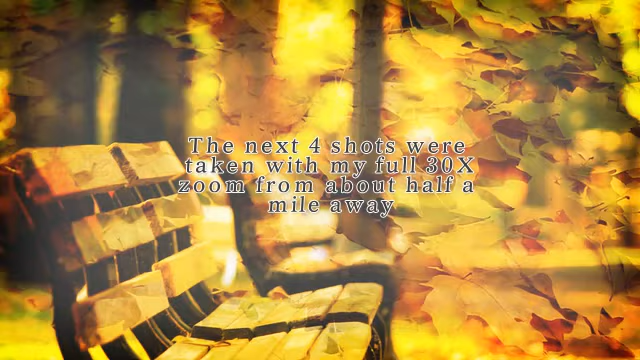 The next 4 shots were
taken with my full 30X
zoom from about half a
mile away